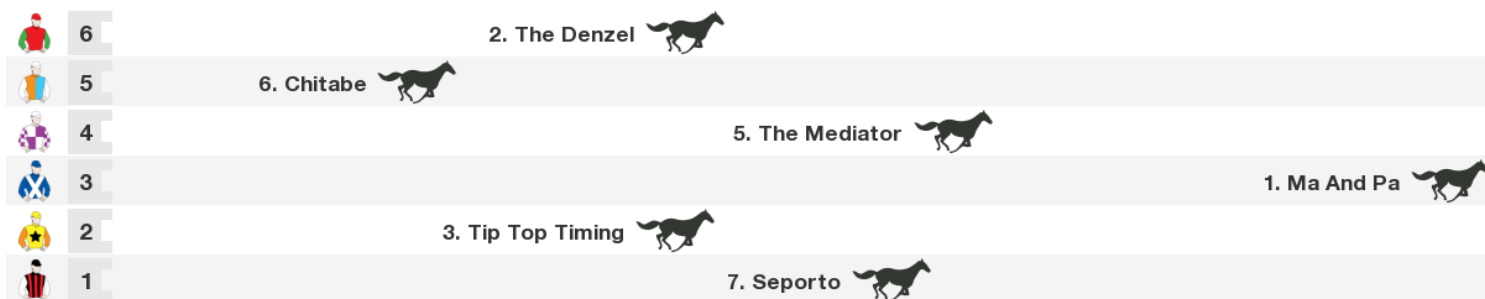 6 2. The Denzel
5 6. Chitabe
4 5. The Mediator
3 1. Ma And Pa
2 3. Tip Top Timing
1 7. Seporto